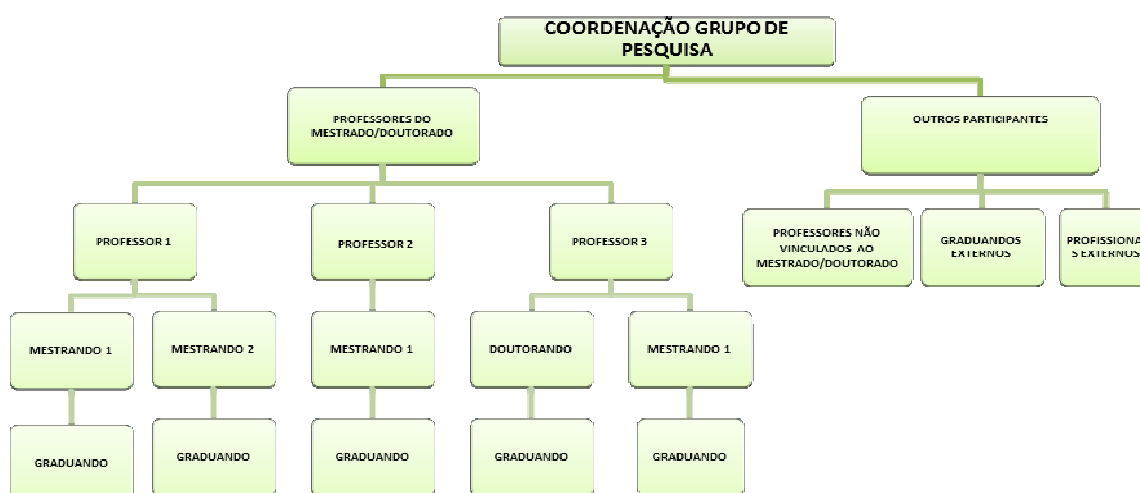 COORDENAÇÃO GRUPO DE
PESQUISA
PROFESSORES DO
MESTRADO/DOUTORADO
OUTROS PARTICIPANTES
PROFESSOR 1
PROFESSOR 2
PROFESSOR 3
PROFESSORES NÃO
VINCULADOS AO
MESTRADO/DOUTORADO
GRADUANDOS
EXTERNOS
PROFISSIONA
S EXTERNOS
MESTRANDO 1
MESTRANDO 2
MESTRANDO 1
DOUTORANDO
MESTRANDO 1
GRADUANDO
GRADUANDO
GRADUANDO
GRADUANDO
GRADUANDO